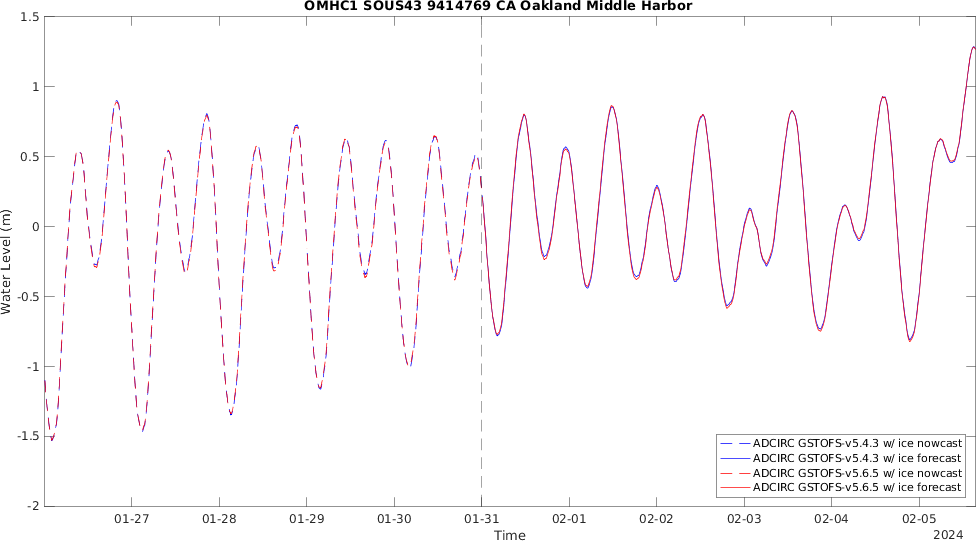 OMHC1 SOUS43 9414769 CA Oakland Middle Harbor
1.5
1
0.5
0
-0.5
-1
-1.5
-2
Water Level (m)
01-27
01-28
01-29
01-30
01-31
02-01
02-02
02-03
02-04
02-05
Time
2024
ADCIRC GSTOFS-v5.4.3 w/ ice nowcast
ADCIRC GSTOFS-v5.4.3 w/ ice forecast
ADCIRC GSTOFS-v5.6.5 w/ ice nowcast
ADCIRC GSTOFS-v5.6.5 w/ ice forecast